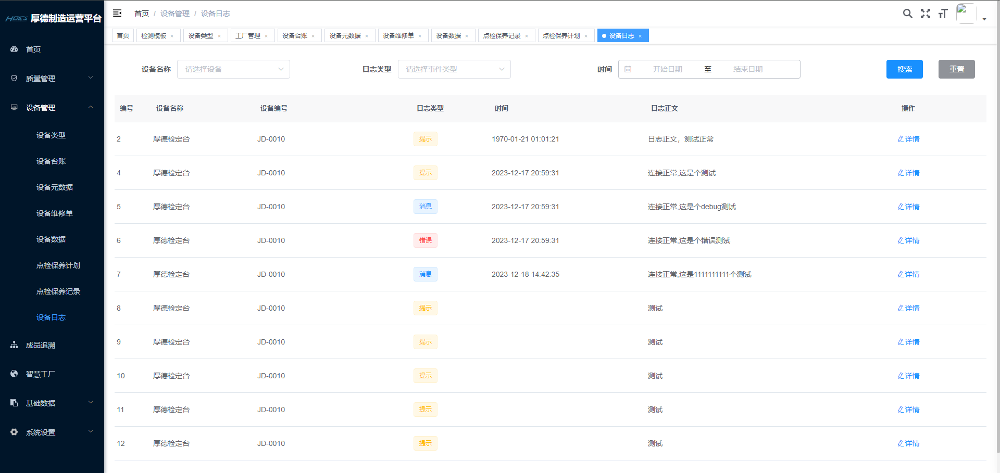 厚德制造运营平台
首页 / 设备管理 / 设备日志
首页 检测模板 × 设备类型 × 工厂管理 × 设备台账 × 设备元数据 × 设备维修单 × 设备数据 × 点检保养记录 × 点检保养计划 × 设备日志 ×
首页
质量管理
设备管理
设备类型
设备台账
设备元数据
设备维修单
设备数据
点检保养计划
点检保养记录
设备日志
成品追溯
智慧工厂
基础数据
系统设置
设备名称 请选择设备 日志类型 请选择事件类型 时间 开始日期 至 结束日期 搜索 重置
编号 设备名称 设备编号 日志类型 时间 日志正文 操作
2 厚德检定台 JD-0010 提示 1970-01-21 01:01:21 日志正文，测试正常 详情
4 厚德检定台 JD-0010 提示 2023-12-17 20:59:31 连接正常,这是个测试 详情
5 厚德检定台 JD-0010 消息 2023-12-17 20:59:31 连接正常,这是个debug测试 详情
6 厚德检定台 JD-0010 错误 2023-12-17 20:59:31 连接正常,这是个错误测试 详情
7 厚德检定台 JD-0010 消息 2023-12-18 14:42:35 连接正常,这是1111111111个测试 详情
8 厚德检定台 JD-0010 提示 测试 详情
9 厚德检定台 JD-0010 提示 测试 详情
10 厚德检定台 JD-0010 提示 测试 详情
11 厚德检定台 JD-0010 提示 测试 详情
12 厚德检定台 JD-0010 提示 测试 详情